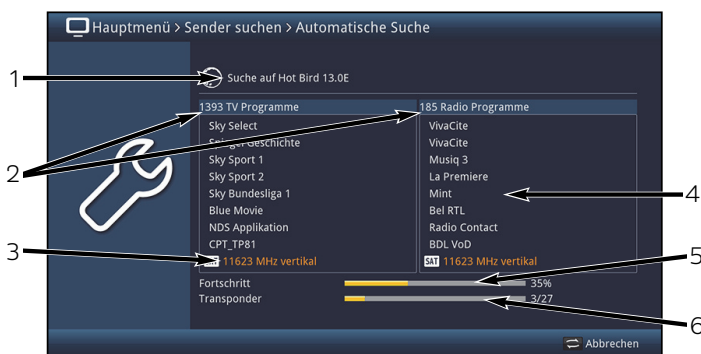 Hauptmenü > Sender suchen > Automatische Suche
1
Suche auf Hot Bird 13.0E
1393 TV Programme
185 Radio Programme
2
Sky Select
Spiegel Geschichte
Sky Sport 1
Sky Sport 2
Sky Bundesliga 1
Blue Movie
NDS Applikation
CPT_TP81
VivaCite
VivaCite
Musiq 3
La Premiere
Mint
Bel RTL
Radio Contact
BDL VoD
4
3
SAT 11623 MHz vertikal
SAT 11623 MHz vertikal
5
Fortschritt 35%
Transponder 3/27
6
Abbrechen